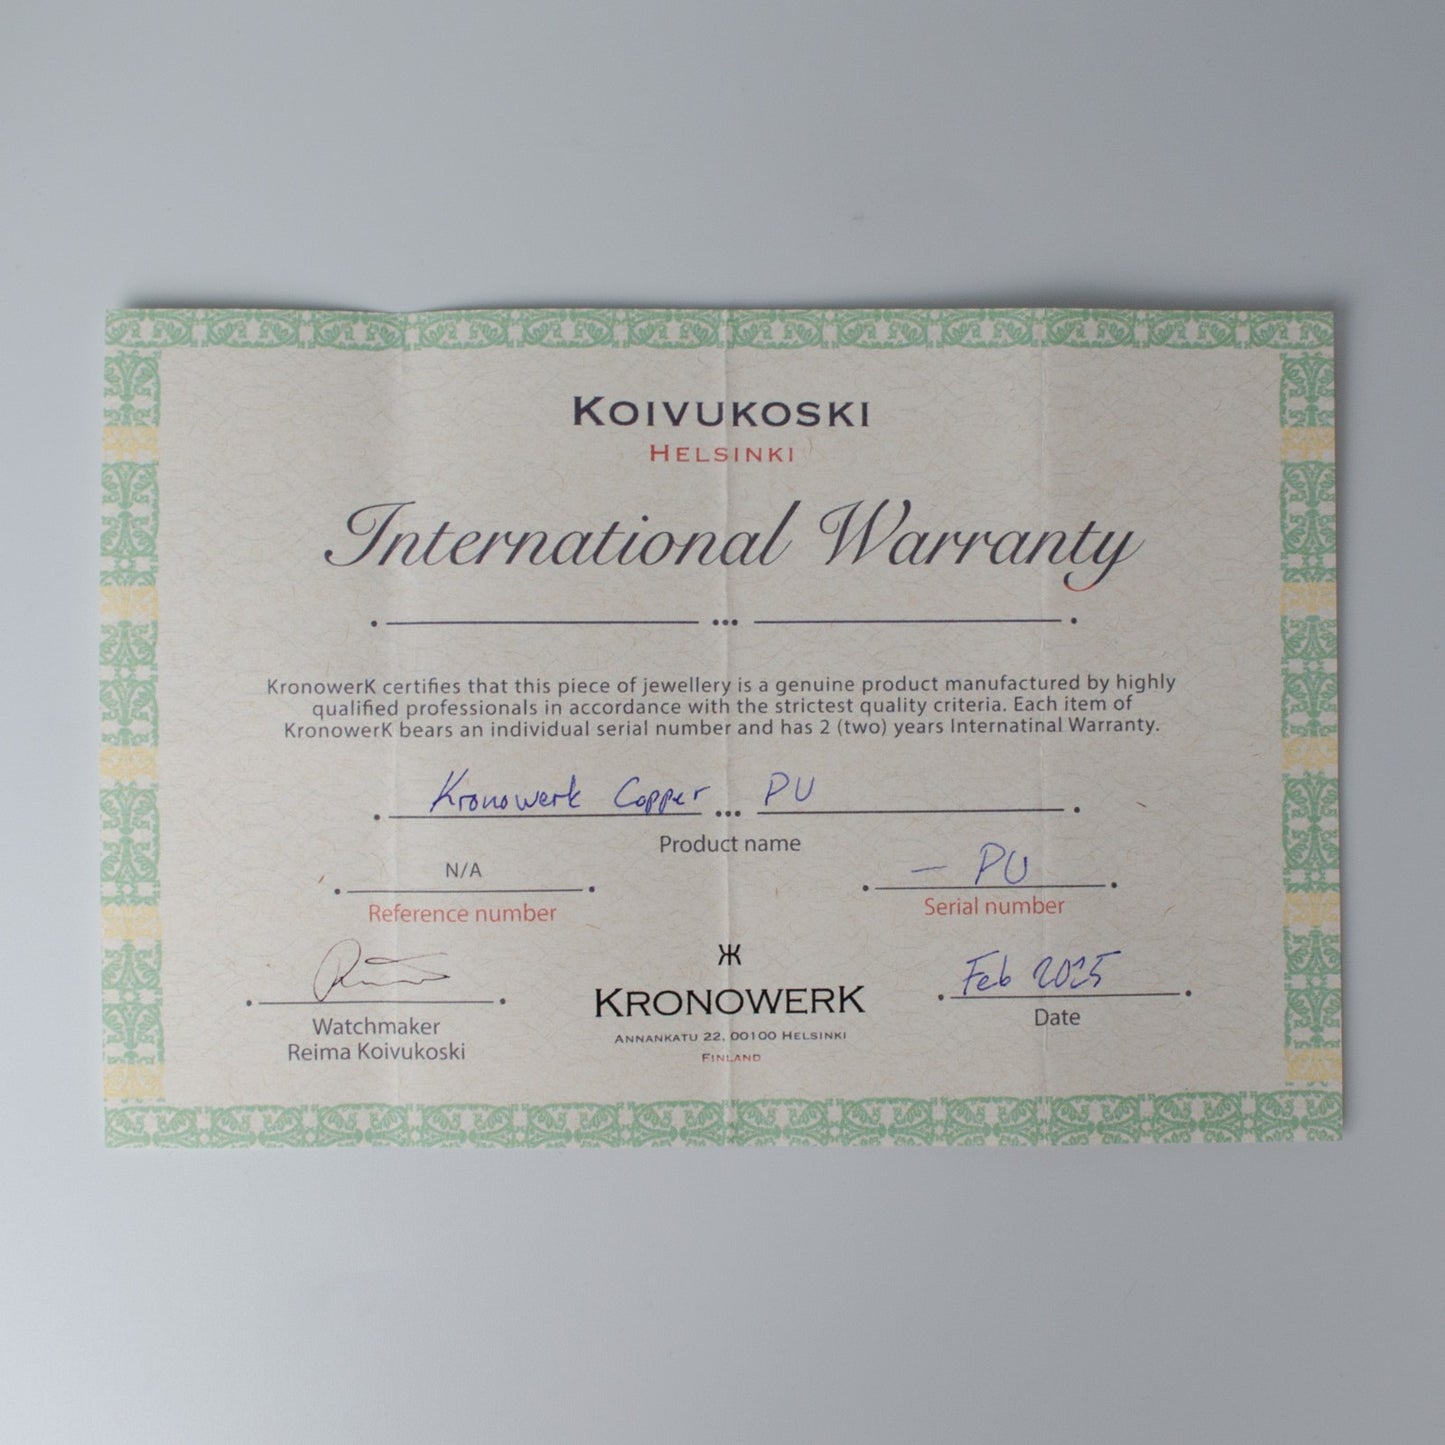 KOIVUKOSKI
HELSINKI
International Warranty
KronowerK certifies that this piece of jewellery is a genuine product manufactured by highly
qualified professionals in accordance with the strictest quality criteria. Each item of
KronowerK bears an individual serial number and has 2 (two) years Internatinal Warranty.
Kronowerk Copper PU
Product name
N/A
Reference number
— PU
Serial number
Watchmaker
Reima Koivukoski
KRONOWERK
ANNANKATU 22, 00100 HELSINKI
FINLAND
Feb 2025
Date